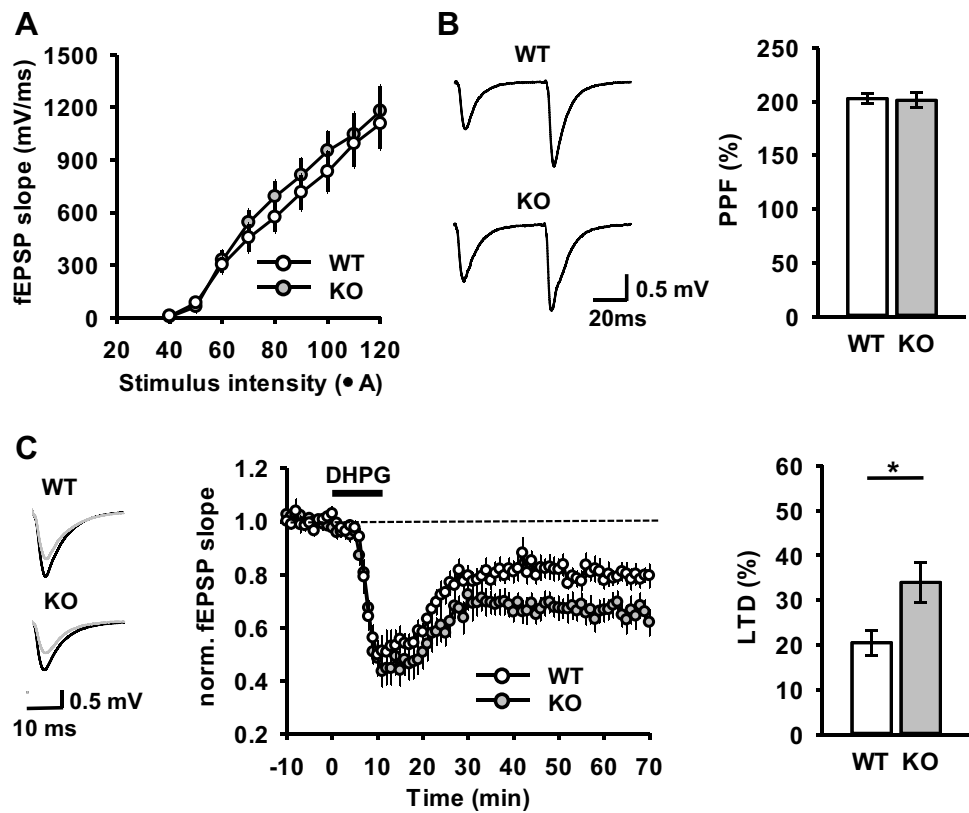 A
1500
1200
900
600
300
0
fEPSP slope (mV/ms)
WT
KO
20 40 60 80 100 120
Stimulus intensity (• A)
B
WT
KO
0.5 mV
20ms
250
200
150
100
50
0
PPF (%)
WT KO
C
WT
KO
0.5 mV
10 ms
1.2
1.0
0.8
0.6
0.4
0.2
norm. fEPSP slope
DHPG
WT
KO
-10 0 10 20 30 40 50 60 70
Time (min)
60
50
40
30
20
10
0
LTD (%)
*
WT KO